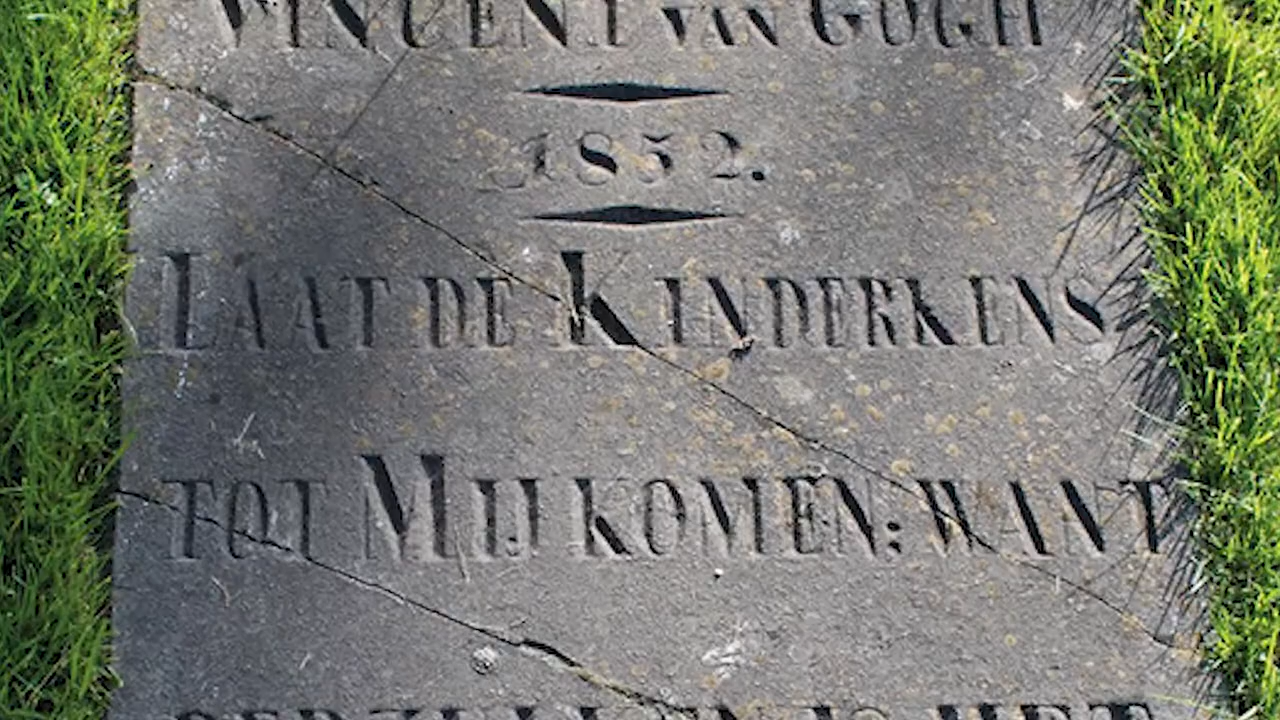 VINCENT VAN GOGH
1852.
LAAT DE KINDERKENS
TOT MIJ KOMEN: WANT